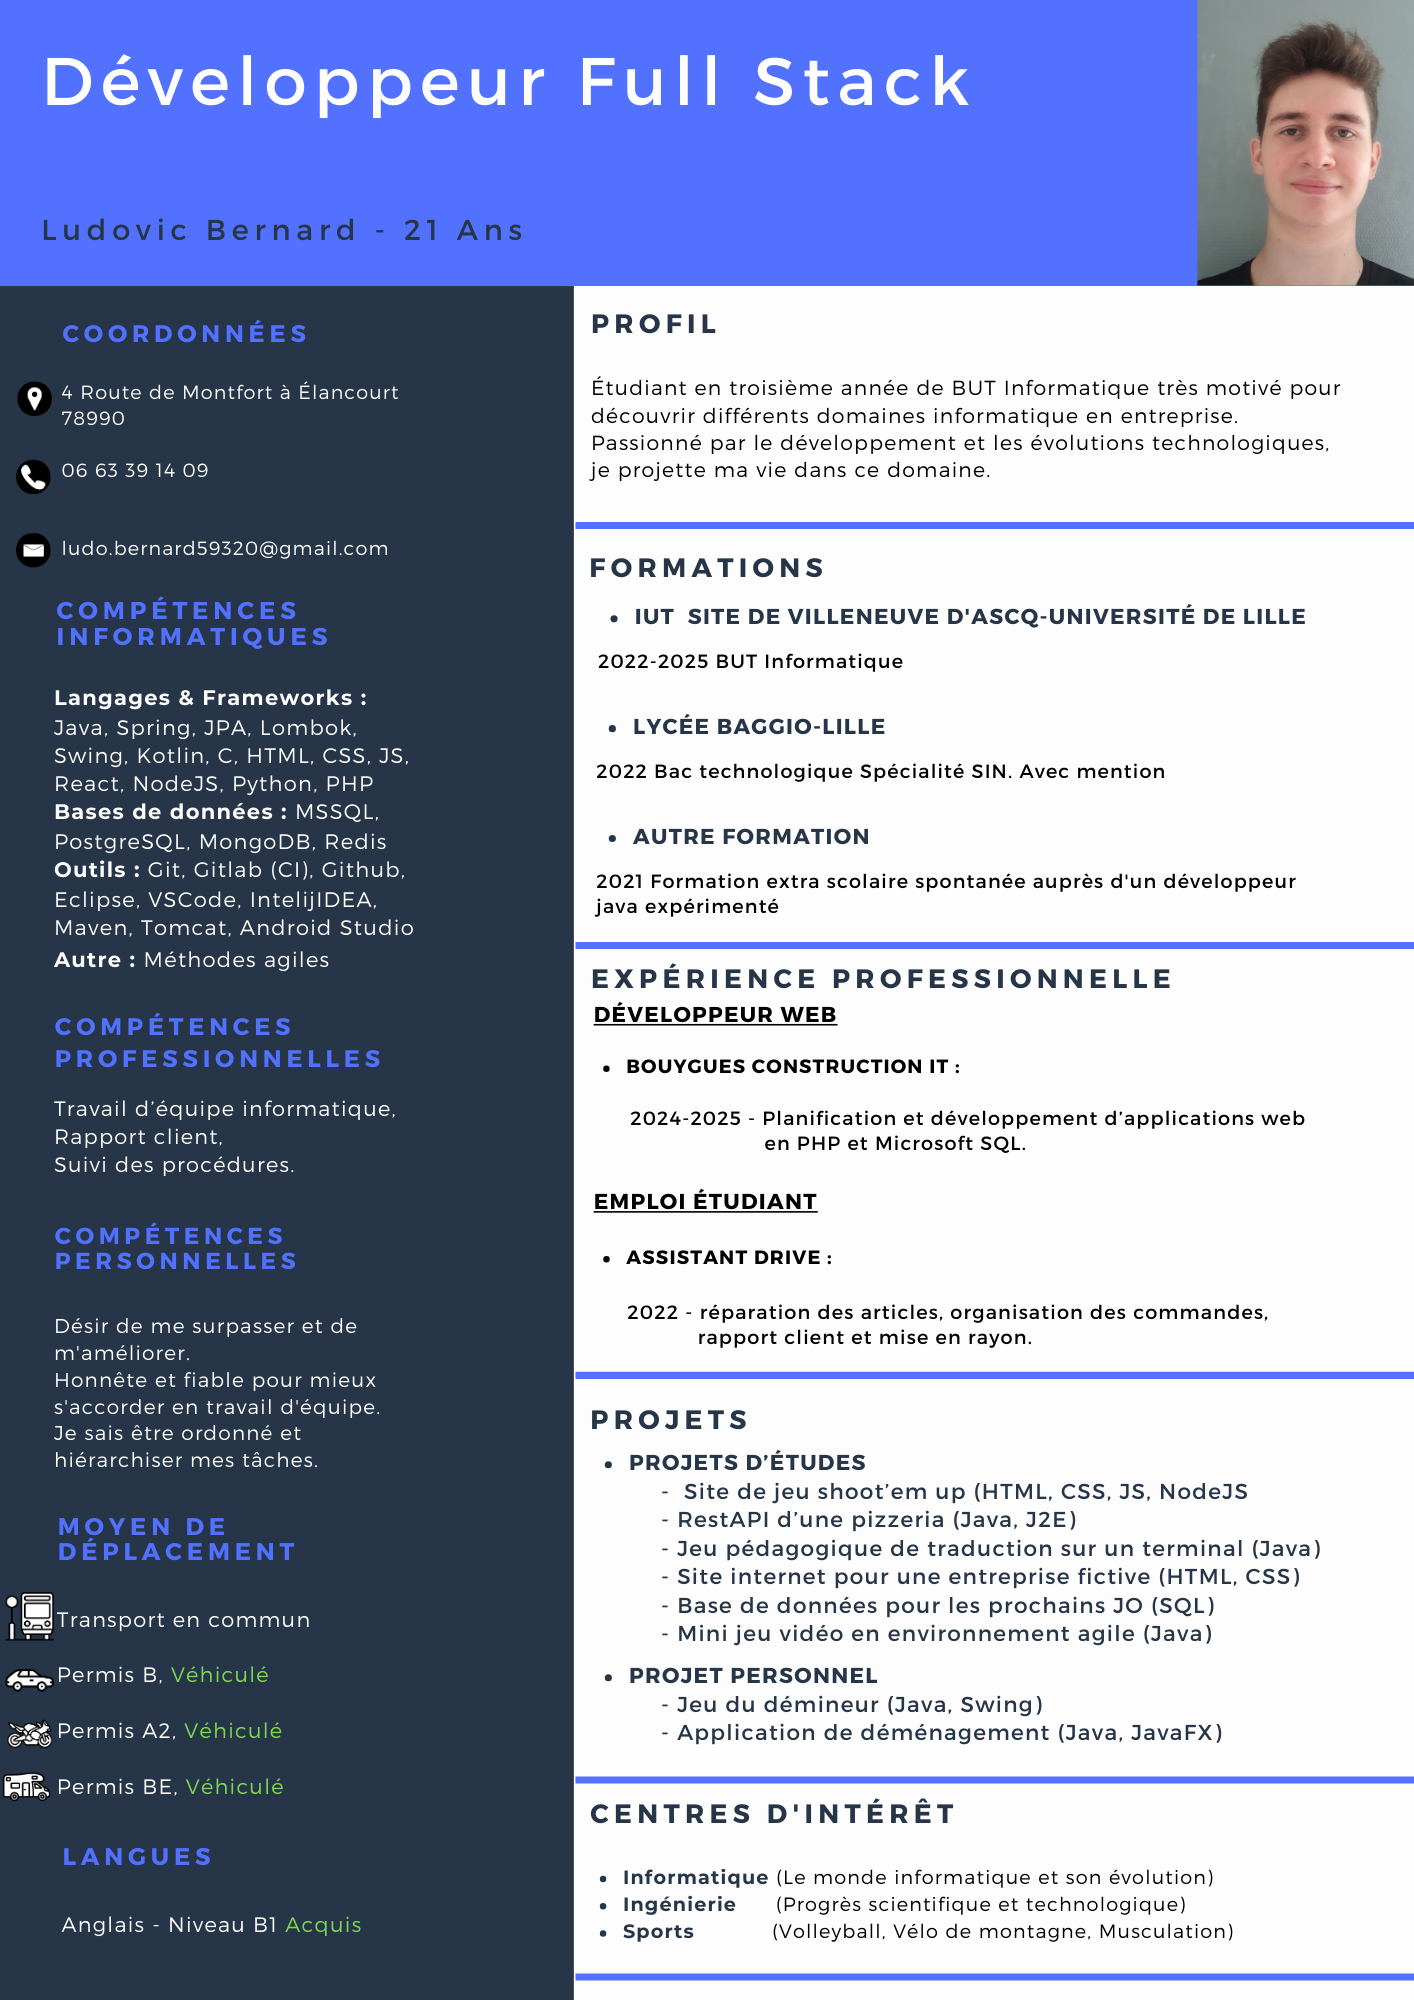 Développeur Full Stack
Ludovic Bernard - 21 Ans
COORDONNÉES
4 Route de Montfort à Élancourt
78990
06 63 39 14 09
ludo.bernard59320@gmail.com
COMPÉTENCES
INFORMATIQUES
Langages & Frameworks :
Java, Spring, JPA, Lombok,
Swing, Kotlin, C, HTML, CSS, JS,
React, NodeJS, Python, PHP
Bases de données : MSSQL,
PostgreSQL, MongoDB, Redis
Outils : Git, Gitlab (CI), Github,
Eclipse, VSCode, IntelijIDEA,
Maven, Tomcat, Android Studio
Autre : Méthodes agiles
COMPÉTENCES
PROFESSIONNELLES
Travail d’équipe informatique,
Rapport client,
Suivi des procédures.
COMPÉTENCES
PERSONNELLES
Désir de me surpasser et de
m'améliorer.
Honnête et fiable pour mieux
s'accorder en travail d'équipe.
Je sais être ordonné et
hiérarchiser mes tâches.
MOYEN DE
DÉPLACEMENT
Transport en commun
Permis B, Véhiculé
Permis A2, Véhiculé
Permis BE, Véhiculé
LANGUES
Anglais - Niveau B1 Acquis
PROFIL
Étudiant en troisième année de BUT Informatique très motivé pour
découvrir différents domaines informatique en entreprise.
Passionné par le développement et les évolutions technologiques,
je projette ma vie dans ce domaine.
FORMATIONS
• IUT SITE DE VILLENEUVE D'ASCQ-UNIVERSITÉ DE LILLE
2022-2025 BUT Informatique
• LYCÉE BAGGIO-LILLE
2022 Bac technologique Spécialité SIN. Avec mention
• AUTRE FORMATION
2021 Formation extra scolaire spontanée auprès d'un développeur
java expérimenté
EXPÉRIENCE PROFESSIONNELLE
DÉVELOPPEUR WEB
• BOUYGUES CONSTRUCTION IT :
2024-2025 - Planification et développement d’applications web
en PHP et Microsoft SQL.
EMPLOI ÉTUDIANT
• ASSISTANT DRIVE :
2022 - réparation des articles, organisation des commandes,
rapport client et mise en rayon.
PROJETS
• PROJETS D’ÉTUDES
- Site de jeu shoot’em up (HTML, CSS, JS, NodeJS
- RestAPI d’une pizzeria (Java, J2E)
- Jeu pédagogique de traduction sur un terminal (Java)
- Site internet pour une entreprise fictive (HTML, CSS)
- Base de données pour les prochains JO (SQL)
- Mini jeu vidéo en environnement agile (Java)
• PROJET PERSONNEL
- Jeu du démineur (Java, Swing)
- Application de déménagement (Java, JavaFX)
CENTRES D'INTÉRÊT
• Informatique (Le monde informatique et son évolution)
• Ingénierie (Progrès scientifique et technologique)
• Sports (Volleyball, Vélo de montagne, Musculation)